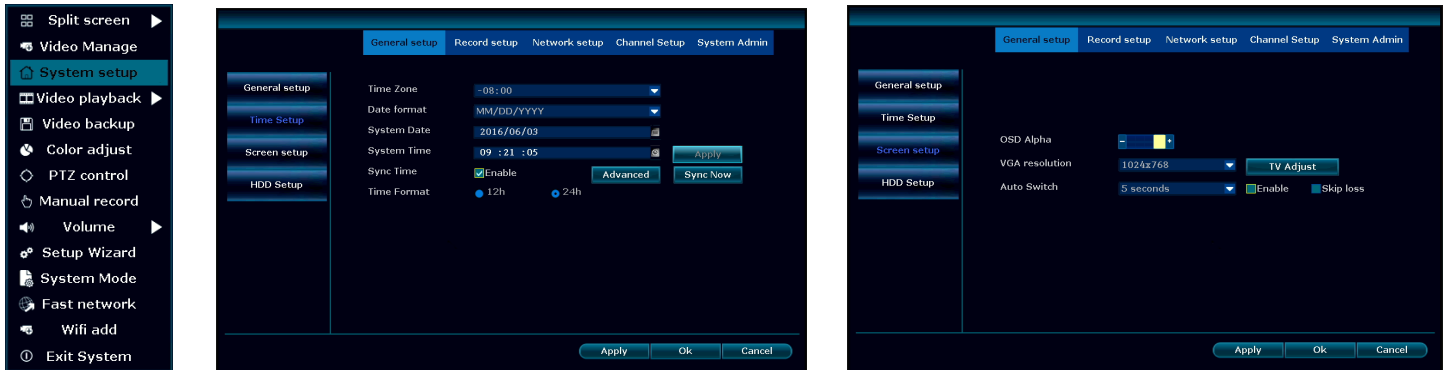 Split screen
Video Manage
System setup
Video playback
Video backup
Color adjust
PTZ control
Manual record
Volume
Setup Wizard
System Mode
Fast network
Wifi add
Exit System
General setup Record setup Network setup Channel Setup System Admin
General setup
Time Setup
Screen setup
HDD Setup
Time Zone -08:00
Date format MM/DD/YYYY
System Date 2016/06/03
System Time 09 :21 :05 Apply
Sync Time Enable Advanced Sync Now
Time Format 12h 24h
Apply Ok Cancel
General setup Record setup Network setup Channel Setup System Admin
General setup
Time Setup
Screen setup
HDD Setup
OSD Alpha - +
VGA resolution 1024x768 TV Adjust
Auto Switch 5 seconds Enable Skip loss
Apply Ok Cancel